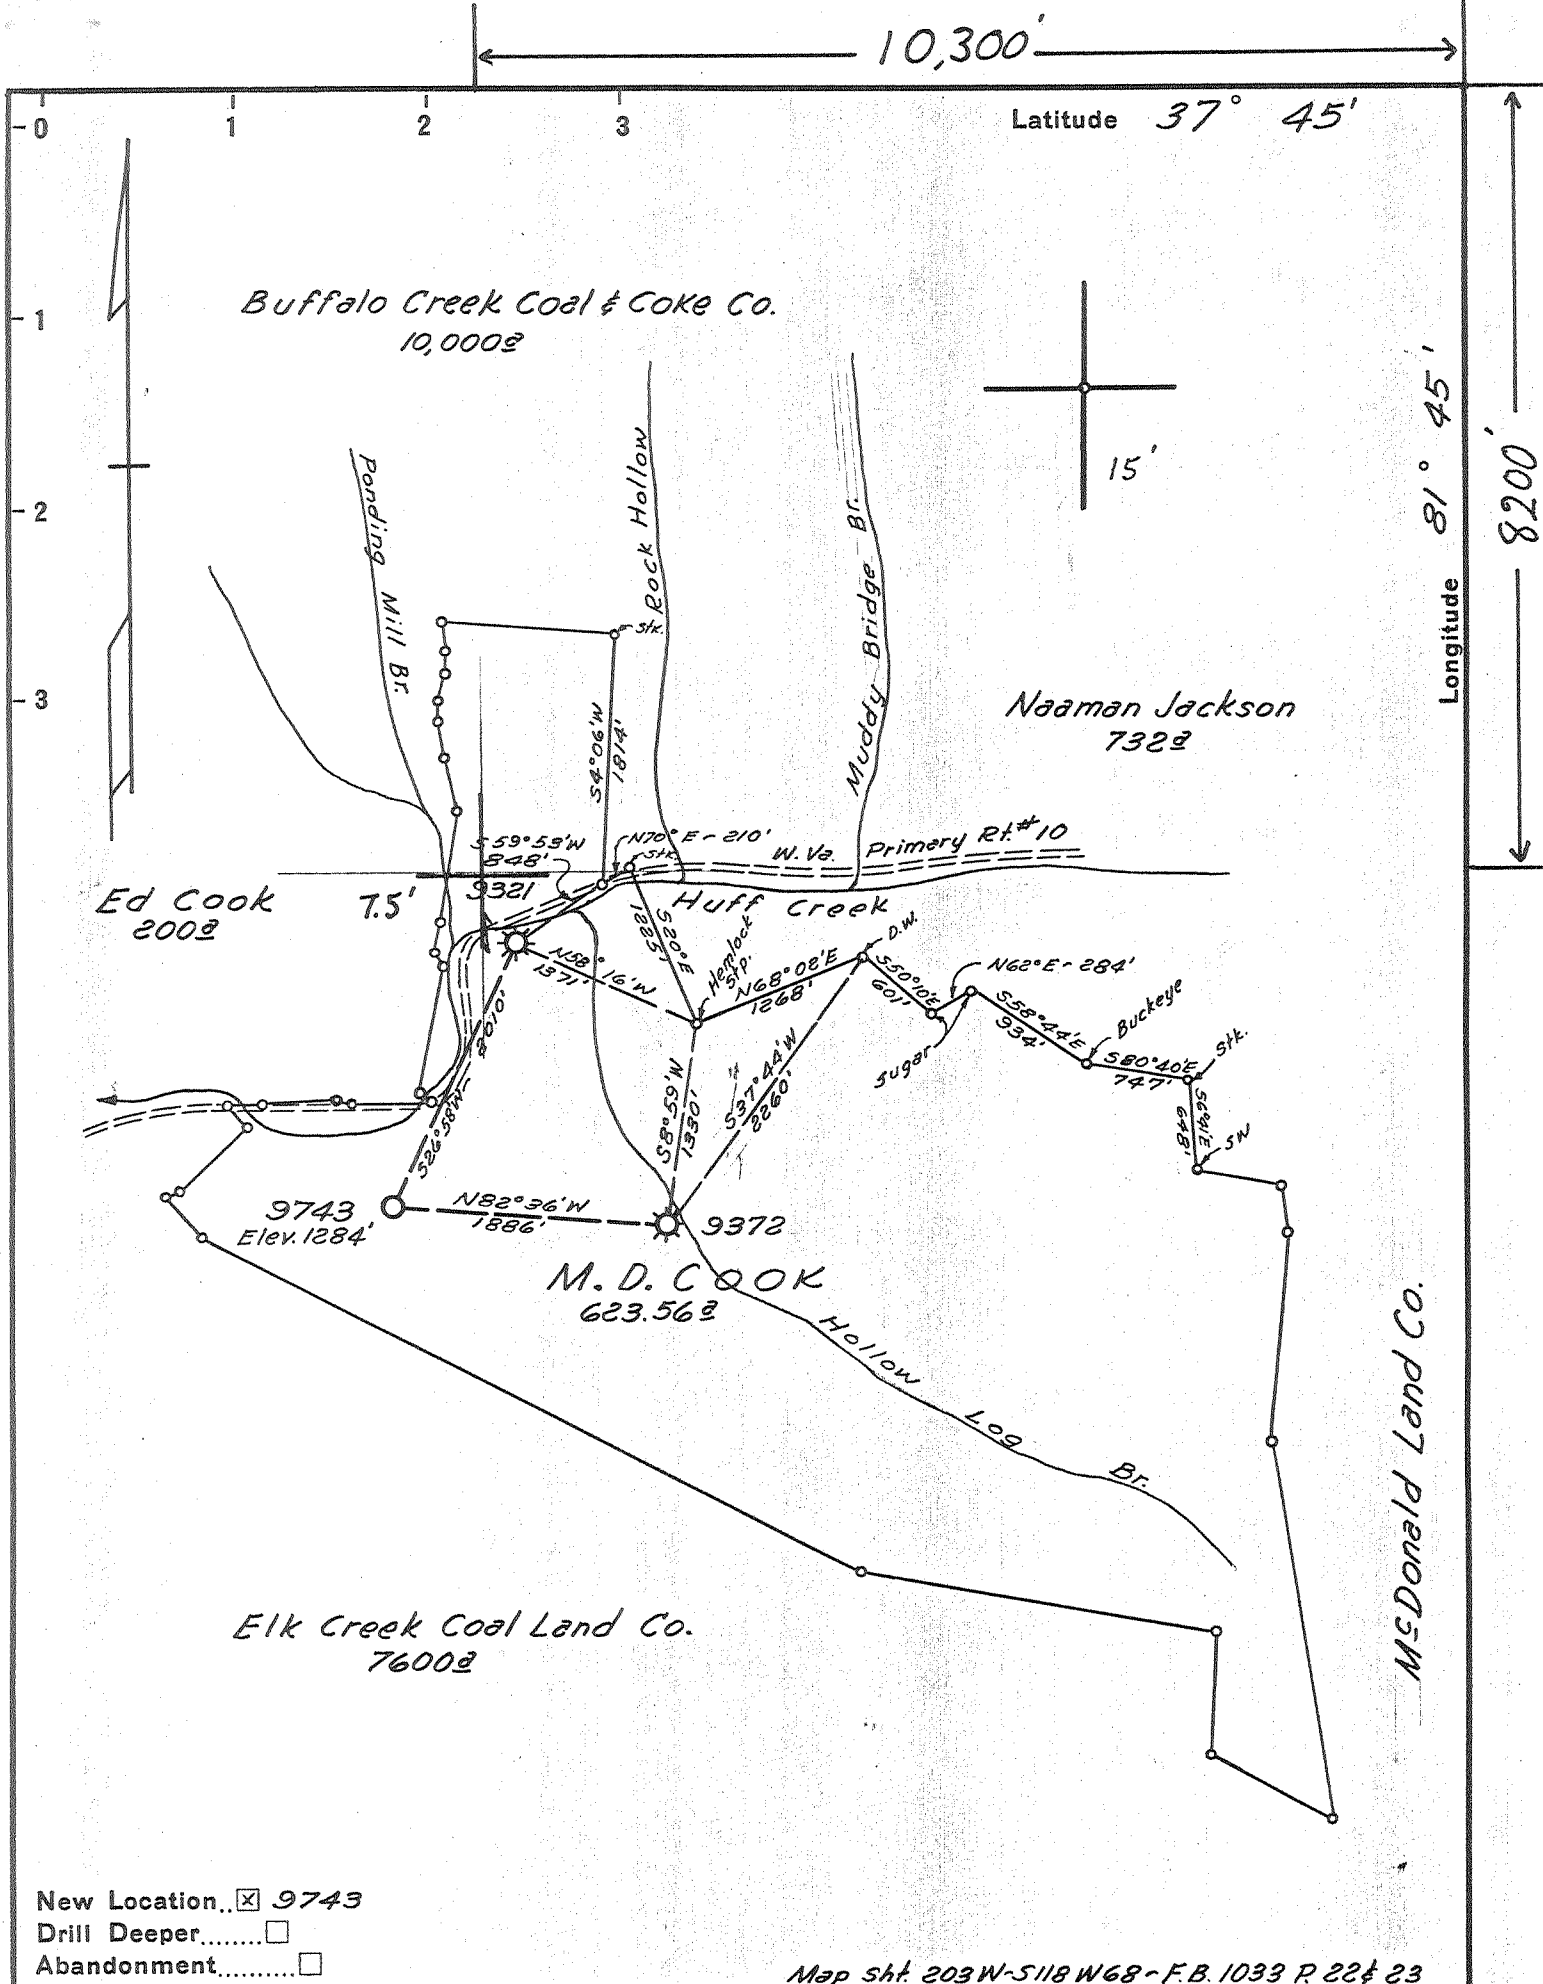 10,300'
0 1 2 3
Latitude 37° 45'
1
2
3
Longitude 81° 45'
8200'
Buffalo Creek Coal & Coke Co.
10,000a
15'
Ponding Mill Br.
Rock Hollow
Muddy Bridge Br.
Stk.
S4°06'W
1814'
Naaman Jackson
732a
S59°59'W
848'
N70°E-210'
Stk.
W.Va. Primary Rt.#10
Ed Cook
200a
7.5'
9321
Huff Creek
S20°E
1225'
Hemlock
Stp.
D.W.
N58°16'W
1371'
N68°02'E
1268'
S50°10'E
601'
N62°E-284'
Sugar
S58°44'E
934'
Buckeye
S80°40'E
747'
Stk.
S6°41'E
648'
SW
S26°58'W-
2010'
S8°59'W
1330'
S37°44'W
2260'
9743
Elev. 1284'
N82°36'W
1886'
9372
M. D. COOK
623.56a
Hollow Log Br.
McDonald Land Co.
Elk Creek Coal Land Co.
7600a
New Location..☒ 9743
Drill Deeper........☐
Abandonment..........☐
Map Sht. 203W-S118W68-F.B. 1033 P. 22 & 23